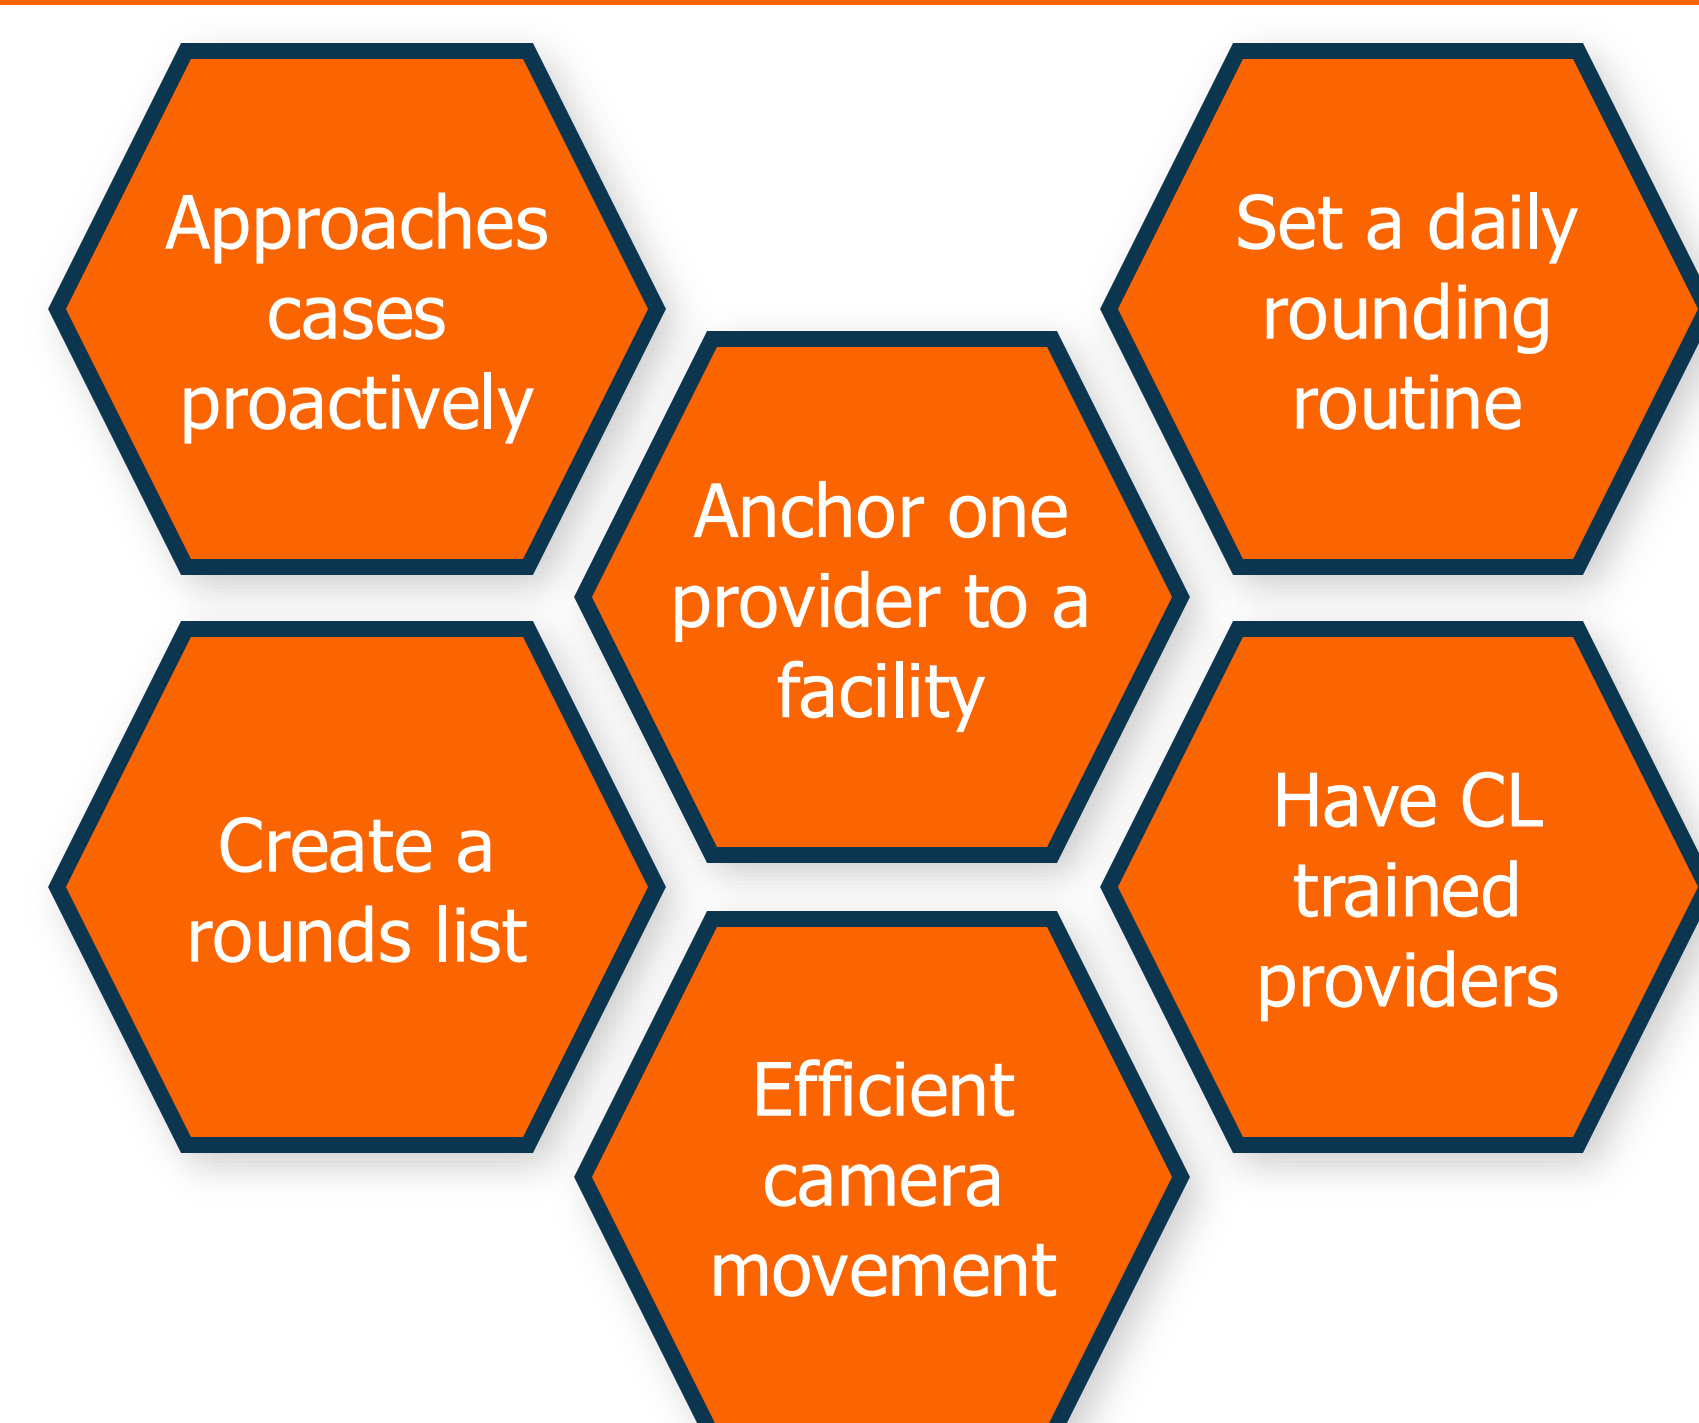 Approaches
cases
proactively
Set a daily
rounding
routine
Anchor one
provider to a
facility
Create a
rounds list
Have CL
trained
providers
Efficient
camera
movement